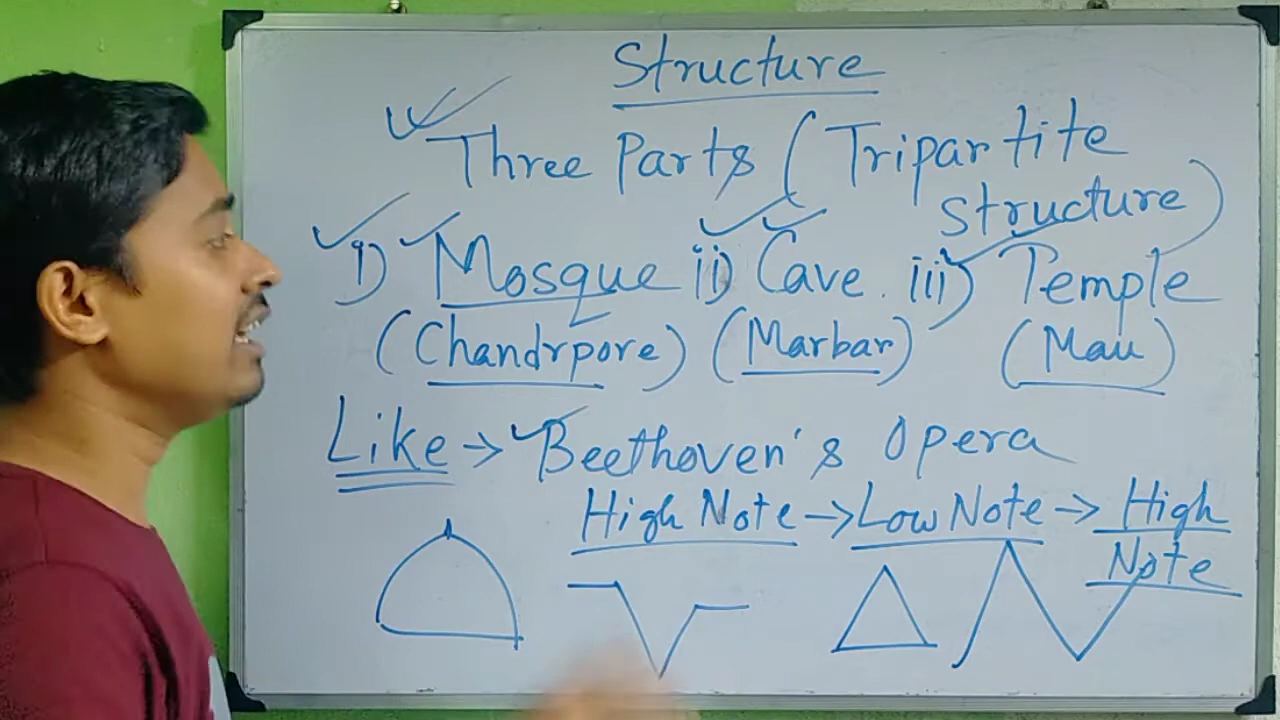 Structure
Three Parts (Tripartite
Structure)
i) Mosque ii) Cave. iii) Temple
(Chandrpore) (Marbar) (Mau)
Like → Beethoven's Opera
High Note → Low Note → High
Note